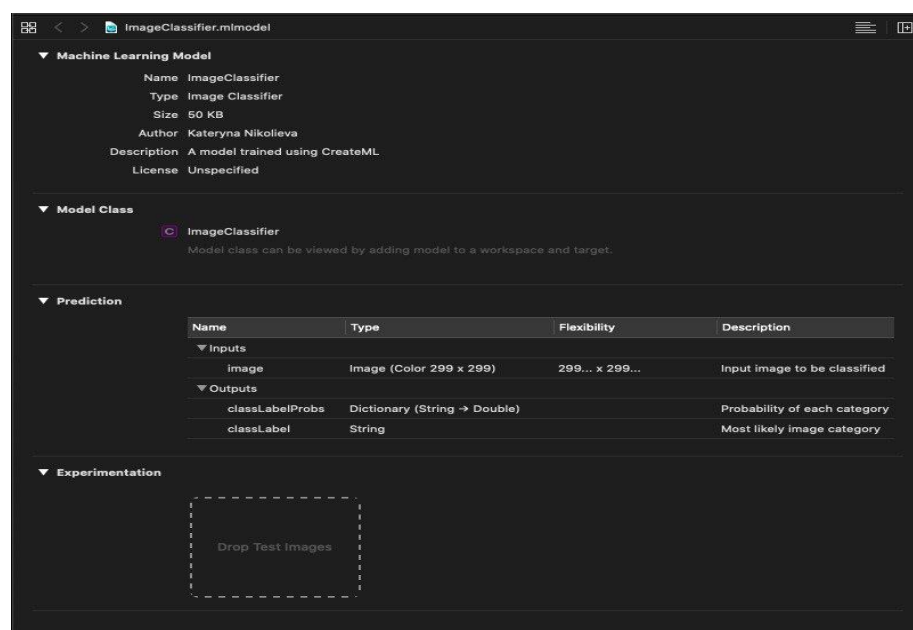 ImageClassifier.mlmodel
Machine Learning Model
Name ImageClassifier
Type Image Classifier
Size 50 KB
Author Kateryna Nikolieva
Description A model trained using CreateML
License Unspecified
Model Class
C ImageClassifier
Model class can be viewed by adding model to a workspace and target.
Prediction
Name Type Flexibility Description
Inputs
image Image (Color 299 x 299) 299... x 299... Input image to be classified
Outputs
classLabelProbs Dictionary (String → Double) Probability of each category
classLabel String Most likely image category
Experimentation
Drop Test Images